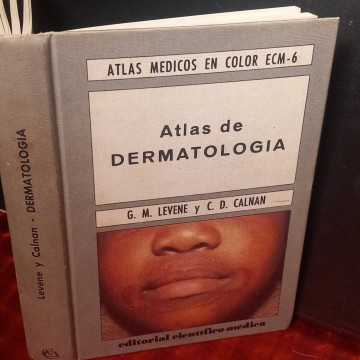 ATLAS MEDICOS EN COLOR ECM-6
Atlas de
DERMATOLOGIA
G. M. LEVENE y C. D. CALNAN
editorial científico médica
Levene y Calnan - DERMATOLOGIA